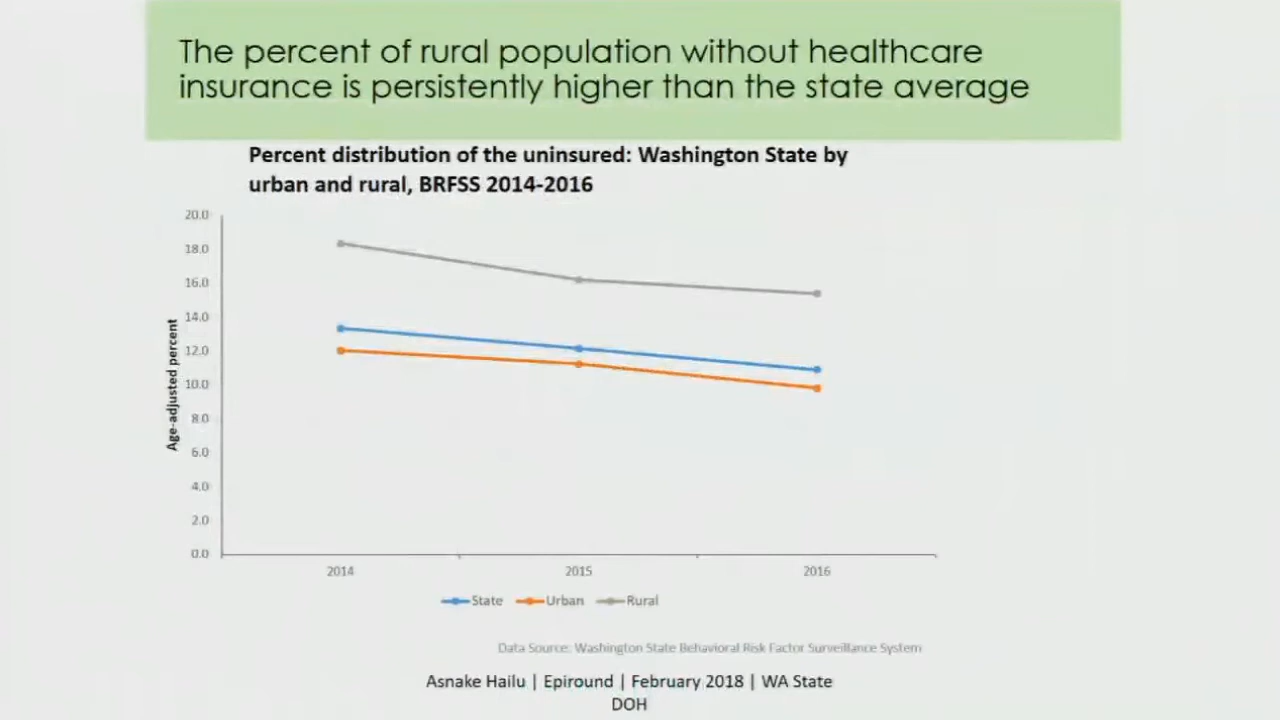 The percent of rural population without healthcare
insurance is persistently higher than the state average
Percent distribution of the uninsured: Washington State by
urban and rural, BRFSS 2014-2016
Age-adjusted percent
20.0
18.0
16.0
14.0
12.0
10.0
8.0
6.0
4.0
2.0
0.0
2014 2015 2016
State Urban Rural
Data Source: Washington State Behavioral Risk Factor Surveillance System
Asnake Hailu | Epiround | February 2018 | WA State
DOH